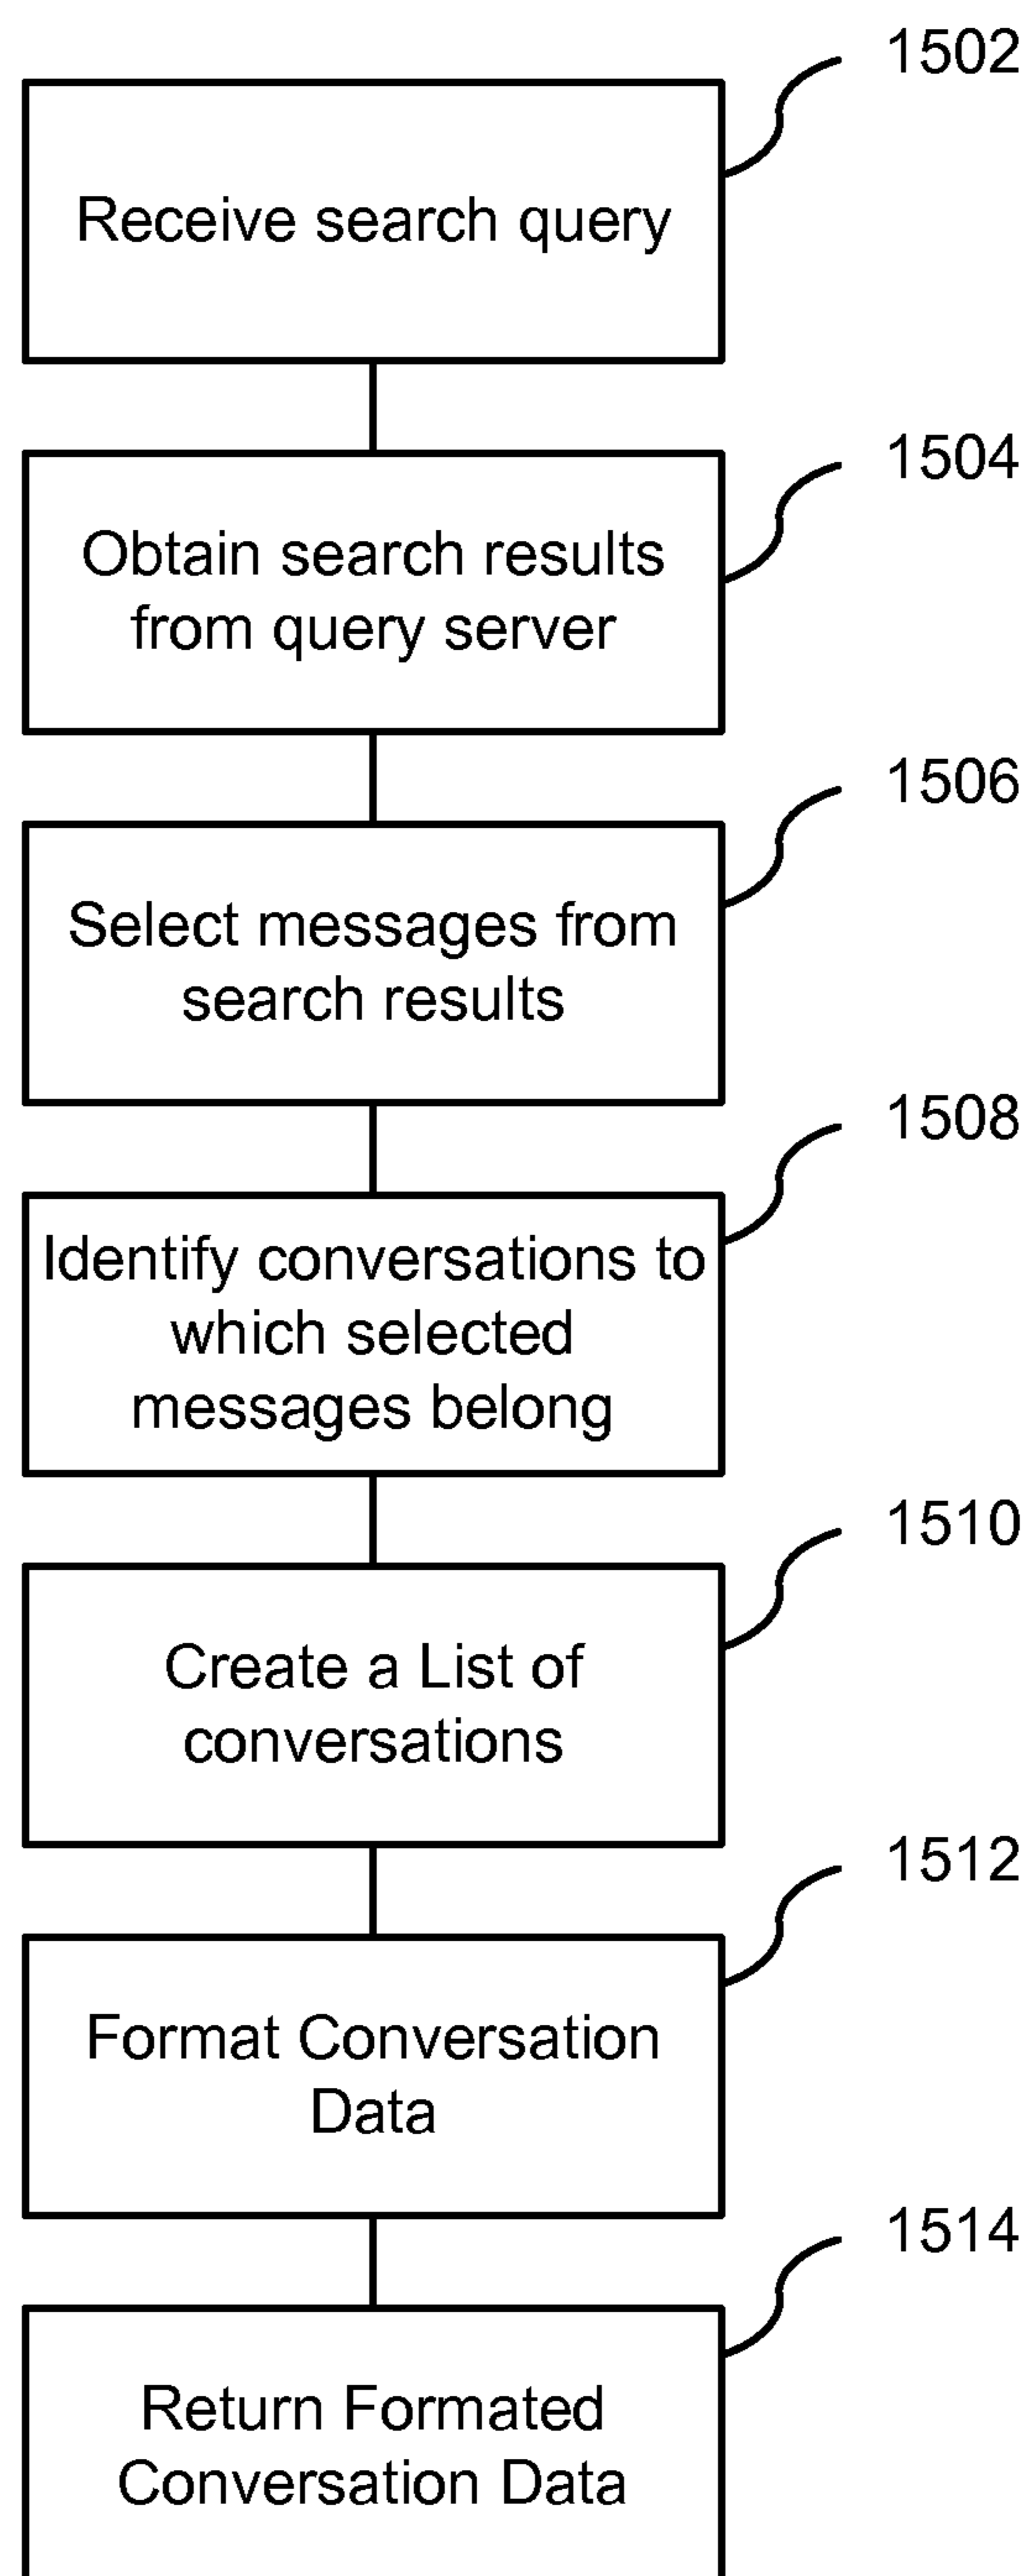 1502
Receive search query
1504
Obtain search results
from query server
1506
Select messages from
search results
1508
Identify conversations to
which selected
messages belong
1510
Create a List of
conversations
1512
Format Conversation
Data
1514
Return Formated
Conversation Data